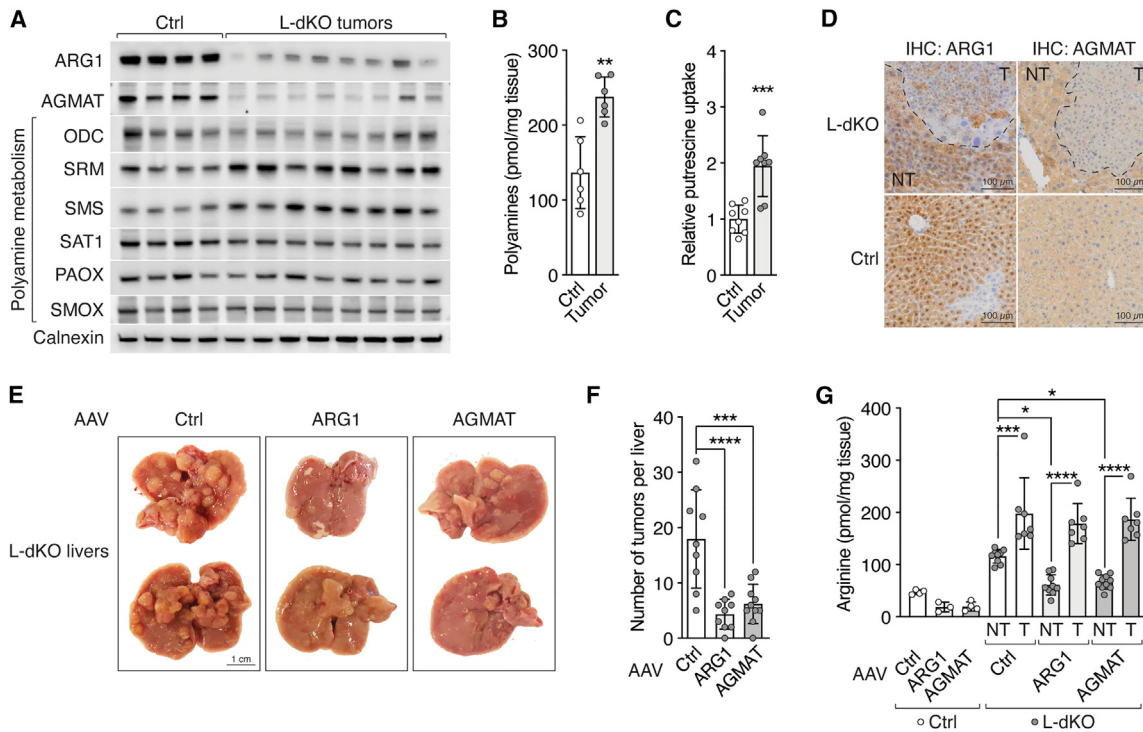 A
Ctrl
L-dKO tumors
ARG1
AGMAT
Polyamine metabolism
ODC
SRM
SMS
SAT1
PAOX
SMOX
Calnexin
B
Polyamines (pmol/mg tissue)
300
200
100
0
**
Ctrl
Tumor
C
Relative putrescine uptake
6
4
2
0
***
Ctrl
Tumor
D
IHC: ARG1
IHC: AGMAT
L-dKO
T
NT
100 µm
NT
T
100 µm
Ctrl
100 µm
100 µm
E
AAV
Ctrl
ARG1
AGMAT
L-dKO livers
1 cm
F
Number of tumors per liver
40
30
20
10
0
***
****
AAV
Ctrl
ARG1
AGMAT
G
Arginine (pmol/mg tissue)
400
300
200
100
0
*
*
***
****
****
NT T NT T NT T
AAV
Ctrl
ARG1
AGMAT
Ctrl
ARG1
AGMAT
Ctrl
L-dKO